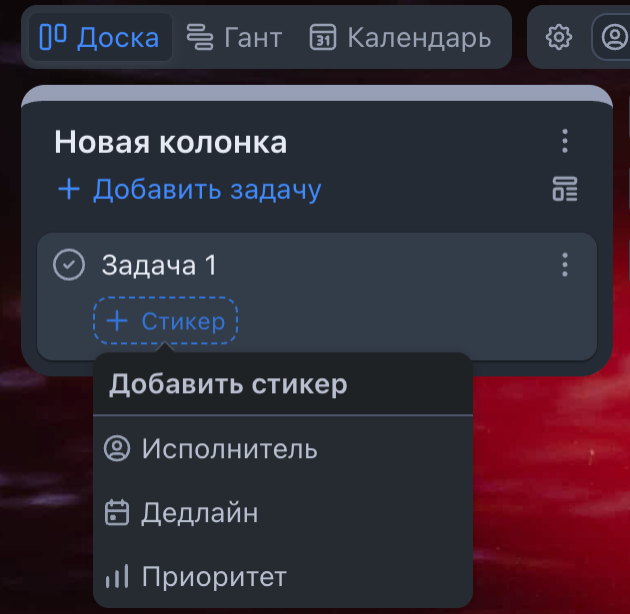 Доска Гант 31 Календарь
Новая колонка
+ Добавить задачу
Задача 1
+ Стикер
Добавить стикер
Исполнитель
Дедлайн
Приоритет